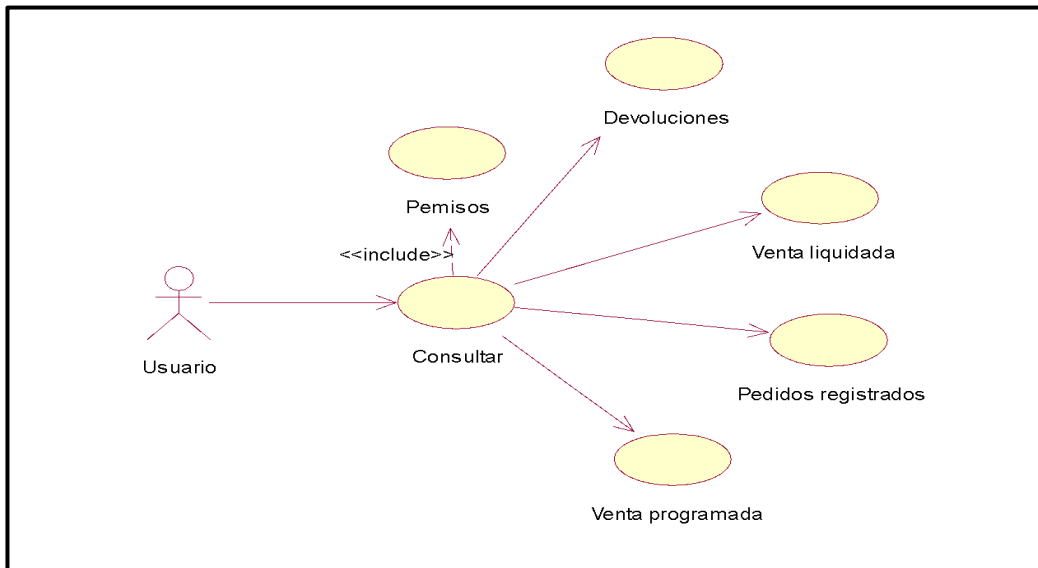 Devoluciones
Pemisos
<<include>>
Venta liquidada
Usuario
Consultar
Pedidos registrados
Venta programada